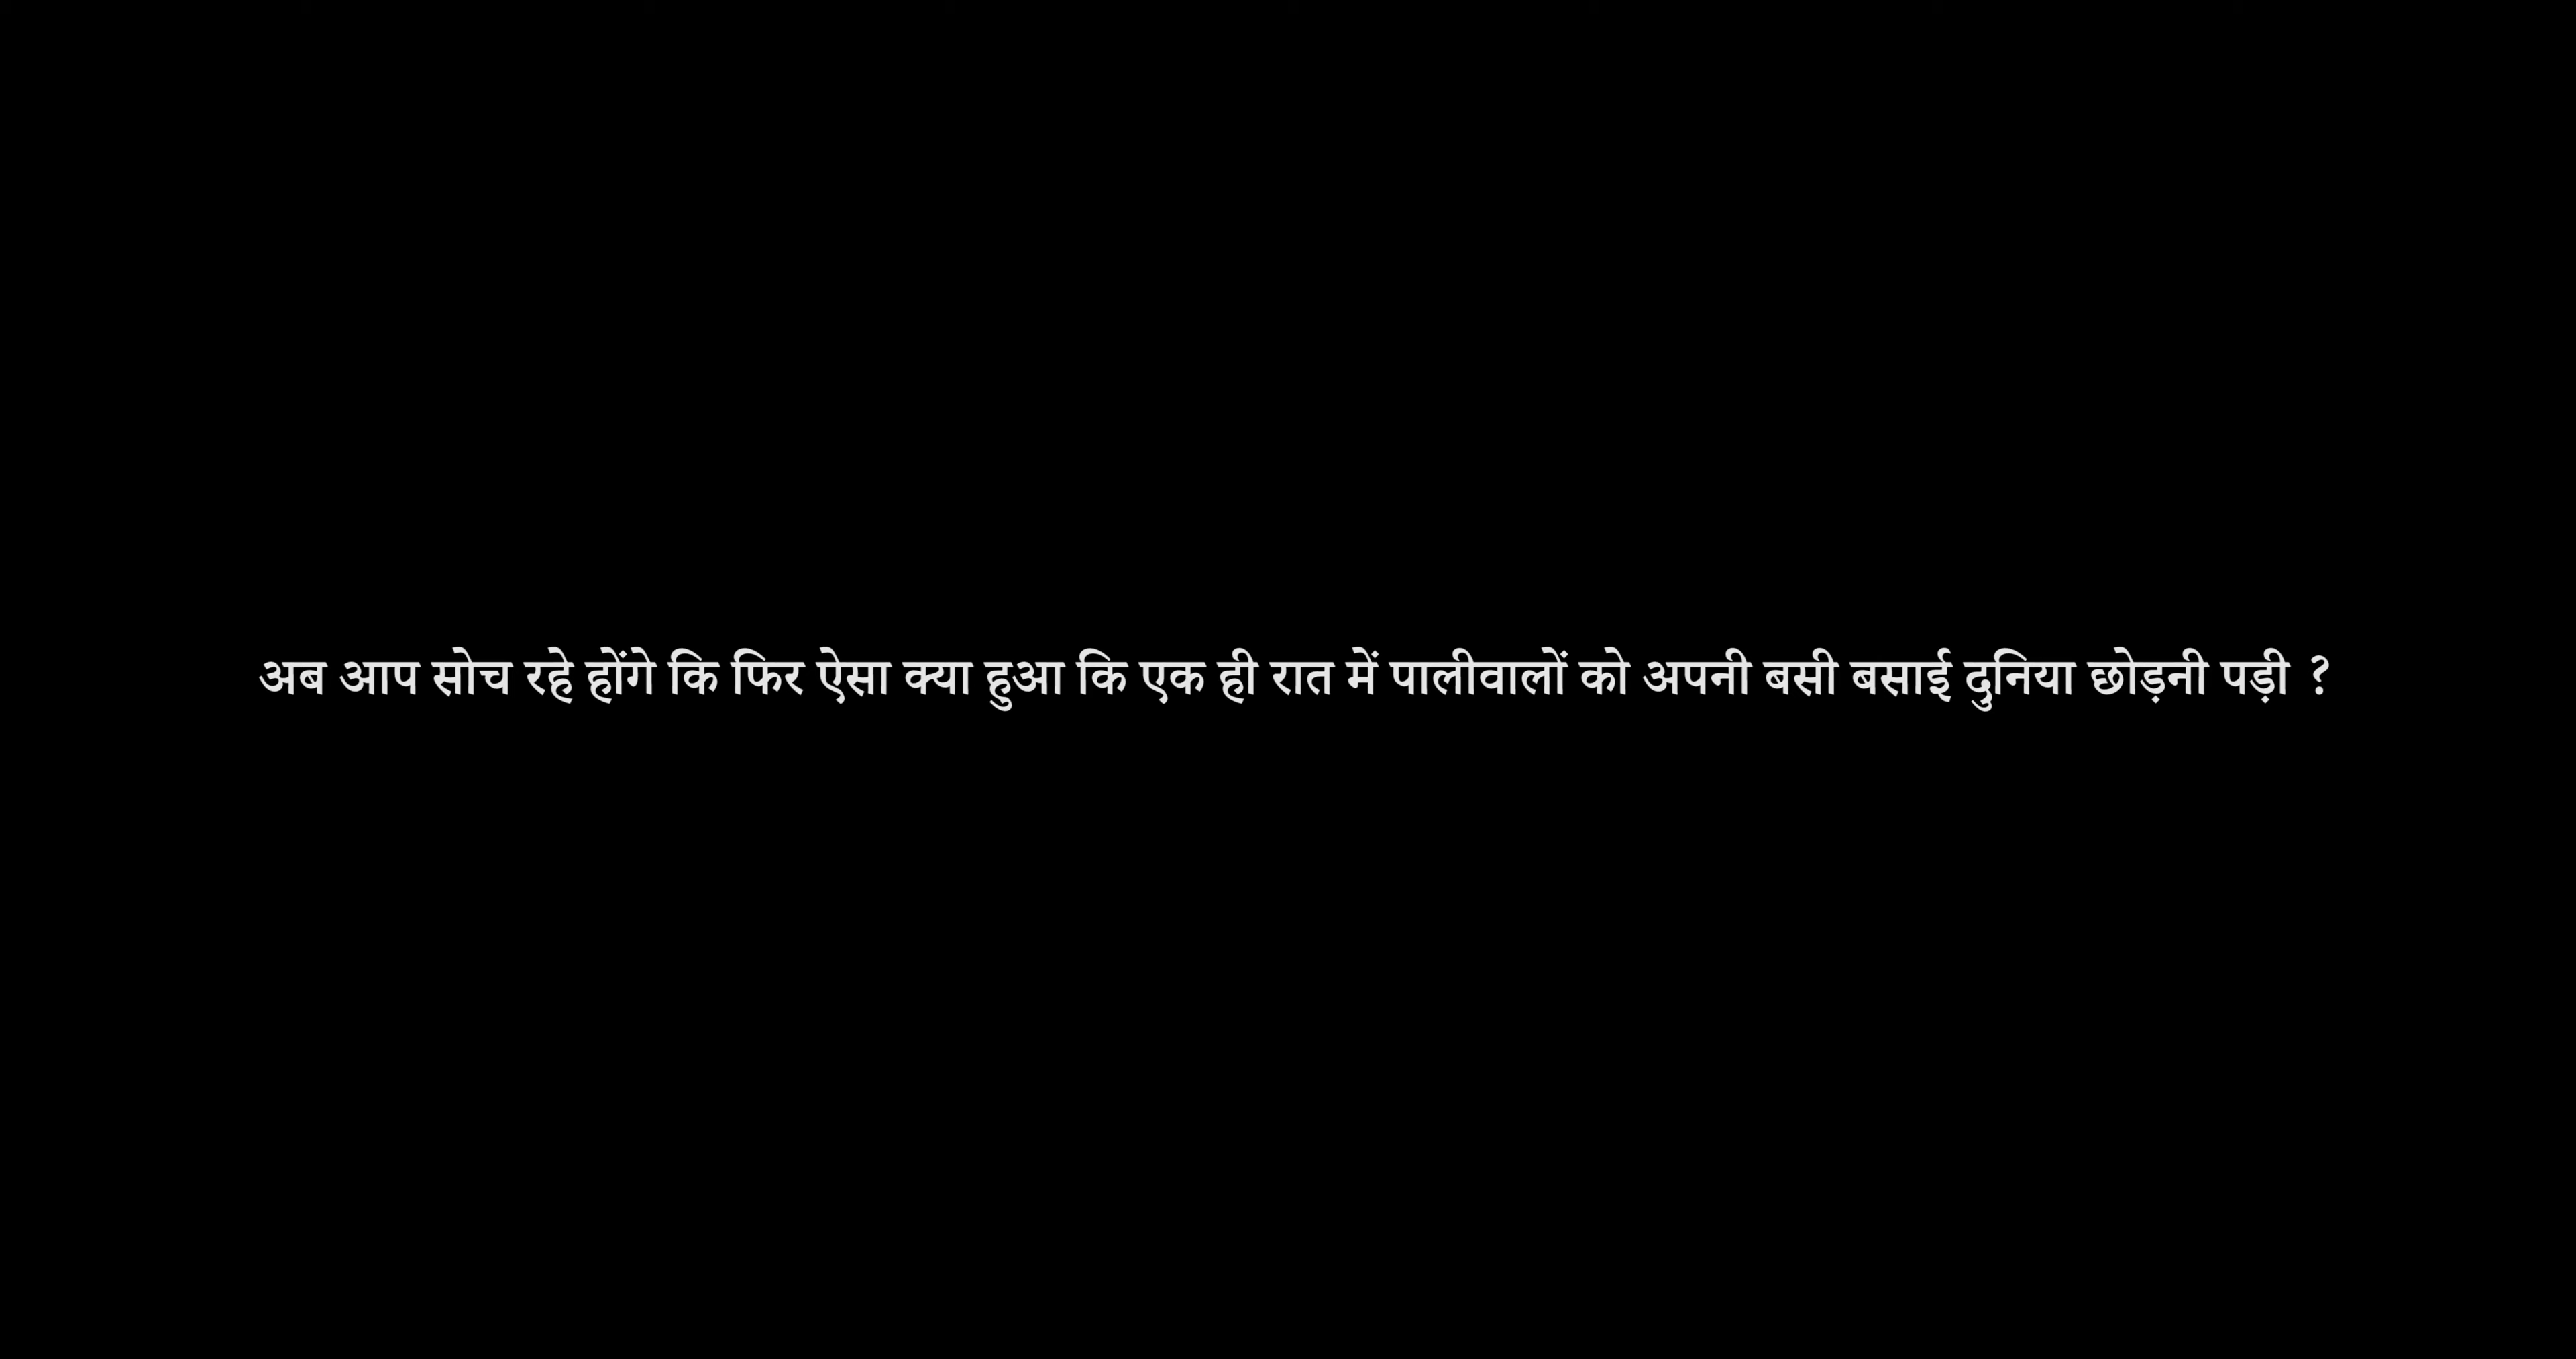 अब आप सोच रहे होंगे कि फिर ऐसा क्या हुआ कि एक ही रात में पालीवालों को अपनी बसी बसाई दुनिया छोड़नी पड़ी ?